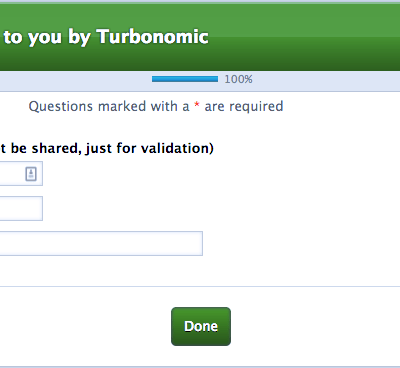 to you by Turbonomic
100%
Questions marked with a * are required
t be shared, just for validation)
Done